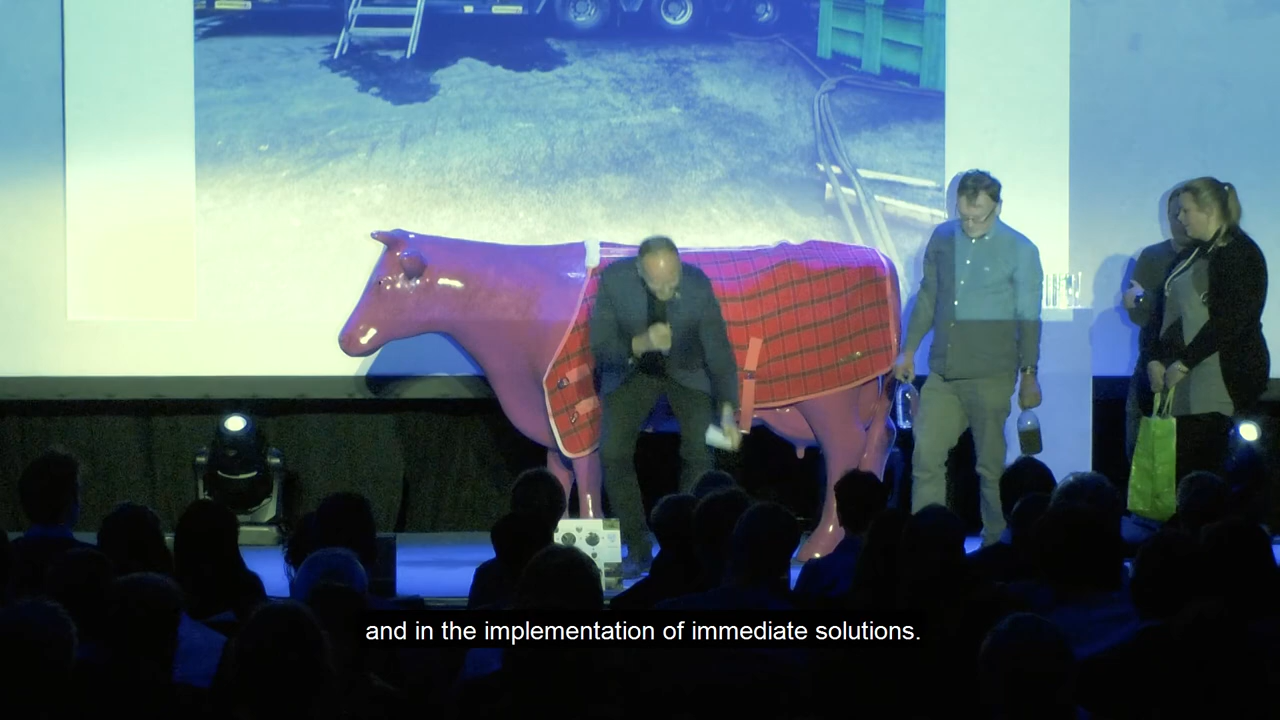 and in the implementation of immediate solutions.